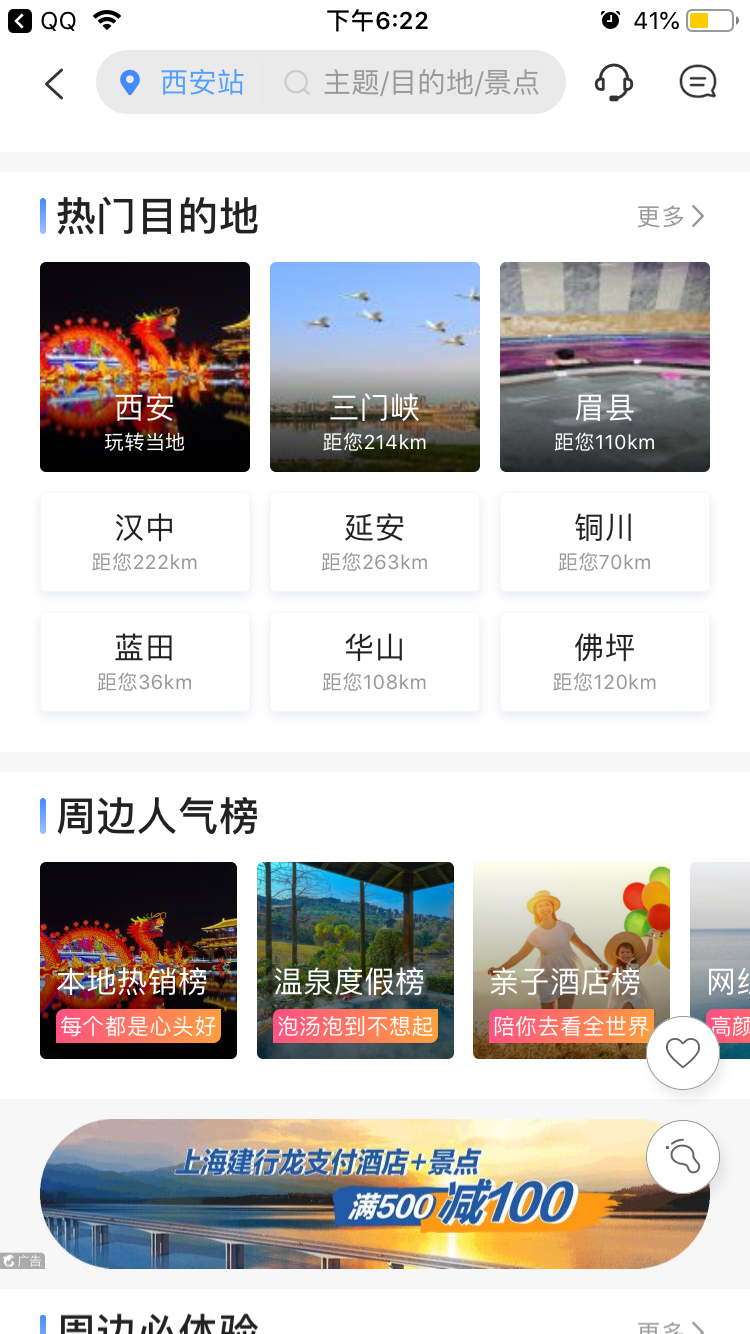 QQ 下午6:22 41%
西安站 主题/目的地/景点
热门目的地 更多
西安 三门峡 眉县
玩转当地 距您214km 距您110km
汉中 延安 铜川
距您222km 距您263km 距您70km
蓝田 华山 佛坪
距您36km 距您108km 距您120km
周边人气榜
本地热销榜 温泉度假榜 亲子酒店榜 网红
每个都是心头好 泡汤泡到不想起 陪你去看全世界 高颜
上海建行龙支付酒店+景点
满500减100
广告
周边必体验 更多